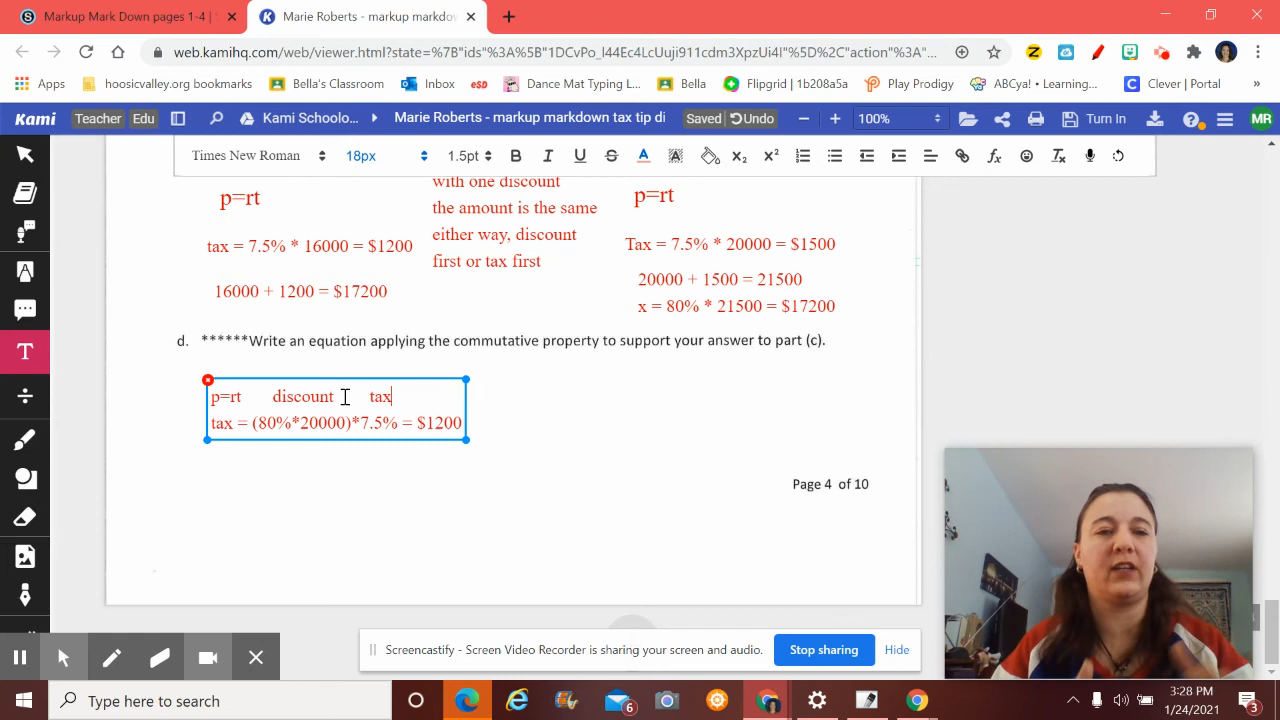 Markup Mark Down pages 1-4 |
Marie Roberts - markup markdo
web.kamihq.com/web/viewer.html?state=%7B"ids"%3A%5B"1DCvPo_l44Ec4LcUuji911cdm3XpzUi4I"%5D%2C"action"%3A"...
Apps
hoosicvalley.org bookmarks
Bella's Classroom
Inbox
esd
Dance Mat Typing L...
Bella
Flipgrid | 1b208a5a
Play Prodigy
ABCya! • Learning...
Clever | Portal
Kami Teacher Edu
Kami Schoolo...
Marie Roberts - markup markdown tax tip di
Saved Undo
100%
Turn In
MR
Times New Roman 18px 1.5pt B I U S A A x₂ x² fx
with one discount
p=rt
p=rt
the amount is the same
tax = 7.5% * 16000 = $1200
either way, discount
Tax = 7.5% * 20000 = $1500
first or tax first
20000 + 1500 = 21500
16000 + 1200 = $17200
x = 80% * 21500 = $17200
d. ******Write an equation applying the commutative property to support your answer to part (c).
p=rt discount tax
tax = (80%*20000)*7.5% = $1200
Page 4 of 10
Screencastify - Screen Video Recorder is sharing your screen and audio.
Stop sharing
Hide
Type here to search
6
3:28 PM
1/24/2021
3